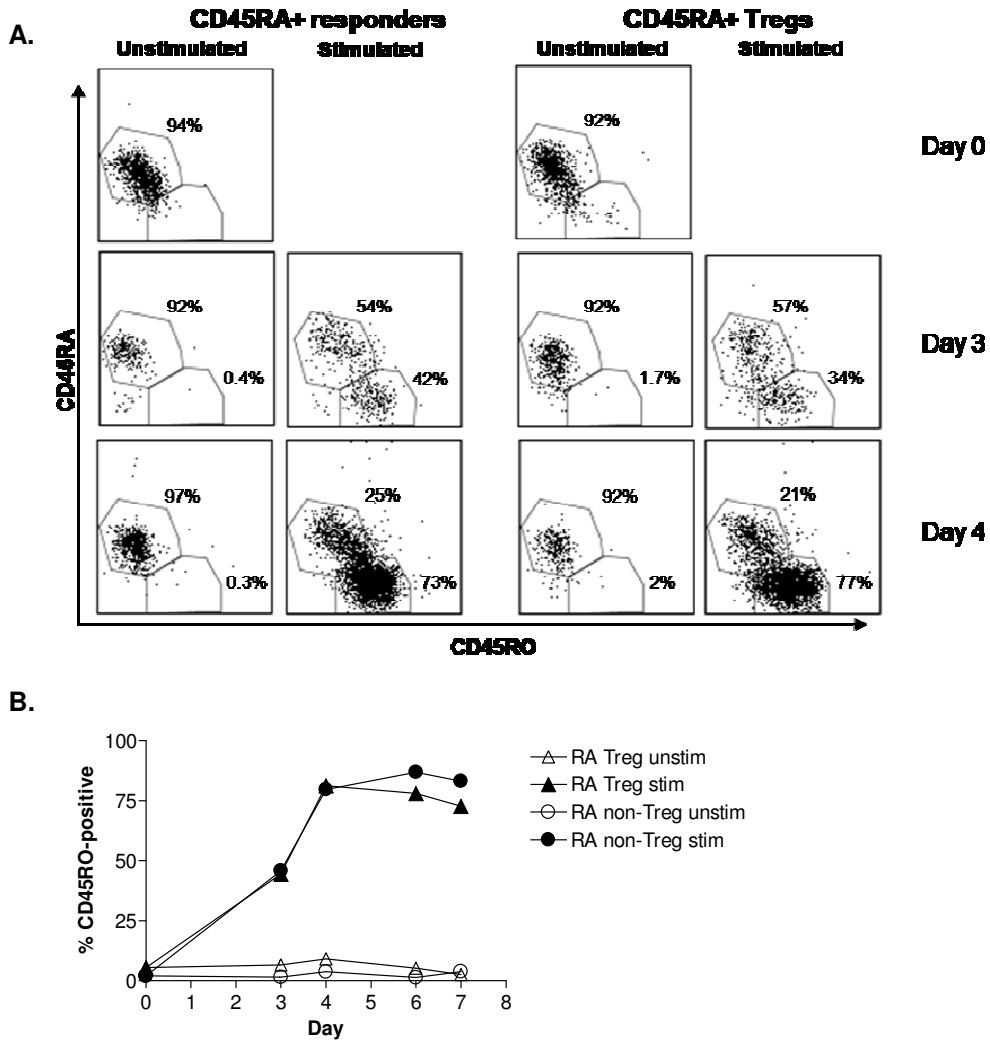 A.
CD45RA+ responders CD45RA+ Tregs
Unstimulated Stimulated Unstimulated Stimulated
94% 92% Day 0
92% 54% 92% 57% Day 3
0.4% 42% 1.7% 34%
CD45RA
97% 25% 92% 21% Day 4
0.3% 73% 2% 77%
CD45RO
B.
100
75
50
25
0
% CD45RO-positive
0 1 2 3 4 5 6 7 8
Day
RA Treg unstim
RA Treg stim
RA non-Treg unstim
RA non-Treg stim